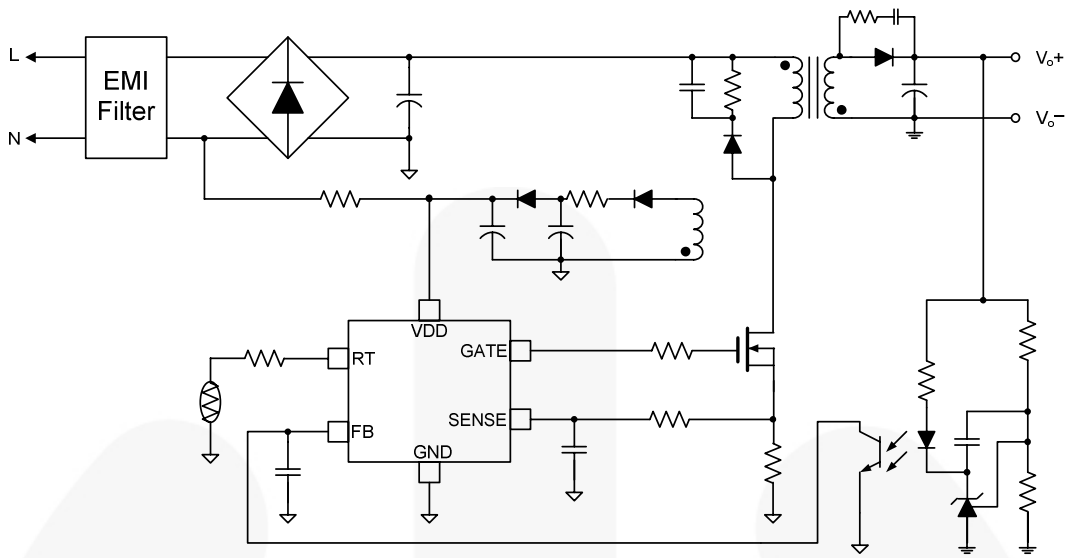 L
EMI
Filter
N
Vo+
Vo−
VDD
RT
GATE
SENSE
FB
GND